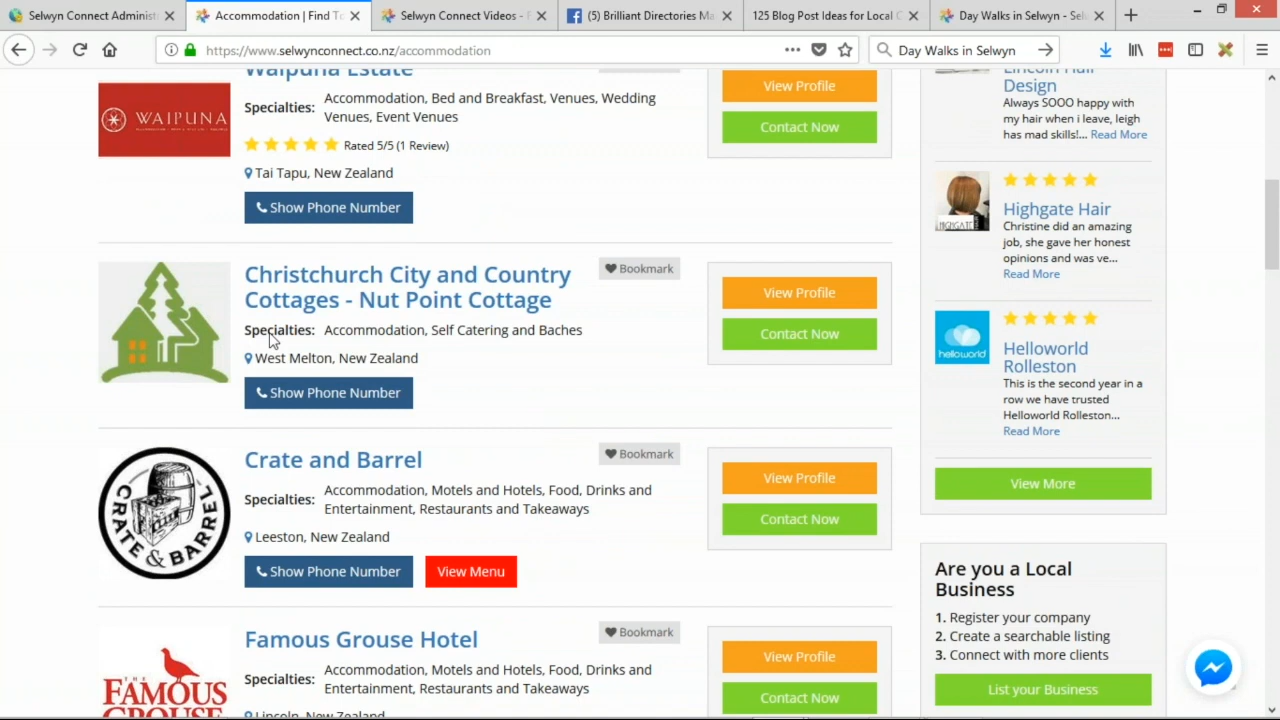 Selwyn Connect Administ
Accommodation | Find To
Selwyn Connect Videos - F
(5) Brilliant Directories Ma
125 Blog Post Ideas for Local C
Day Walks in Selwyn - Selw
https://www.selwynconnect.co.nz/accommodation
Day Walks in Selwyn
Waipuna Estate
Specialties: Accommodation, Bed and Breakfast, Venues, Wedding
Venues, Event Venues
WAIPUNA
Rated 5/5 (1 Review)
Tai Tapu, New Zealand
Show Phone Number
View Profile
Contact Now
Christchurch City and Country
Cottages - Nut Point Cottage
Bookmark
Specialties: Accommodation, Self Catering and Baches
West Melton, New Zealand
Show Phone Number
View Profile
Contact Now
CRATE & BARREL
Crate and Barrel
Bookmark
Specialties: Accommodation, Motels and Hotels, Food, Drinks and
Entertainment, Restaurants and Takeaways
Leeston, New Zealand
Show Phone Number
View Menu
View Profile
Contact Now
THE
FAMOUS
GROUSE
Famous Grouse Hotel
Bookmark
Specialties: Accommodation, Motels and Hotels, Food, Drinks and
Entertainment, Restaurants and Takeaways
Lincoln, New Zealand
View Profile
Contact Now
Lincoln Hair
Design
Always SOOO happy with
my hair when i leave, leigh
has mad skills!... Read More
HIGHGATE HAIR
Highgate Hair
Christine did an amazing
job, she gave her honest
opinions and was ve...
Read More
helloworld
Helloworld
Rolleston
This is the second year in a
row we have trusted
Helloworld Rolleston...
Read More
View More
Are you a Local
Business
1. Register your company
2. Create a searchable listing
3. Connect with more clients
List your Business